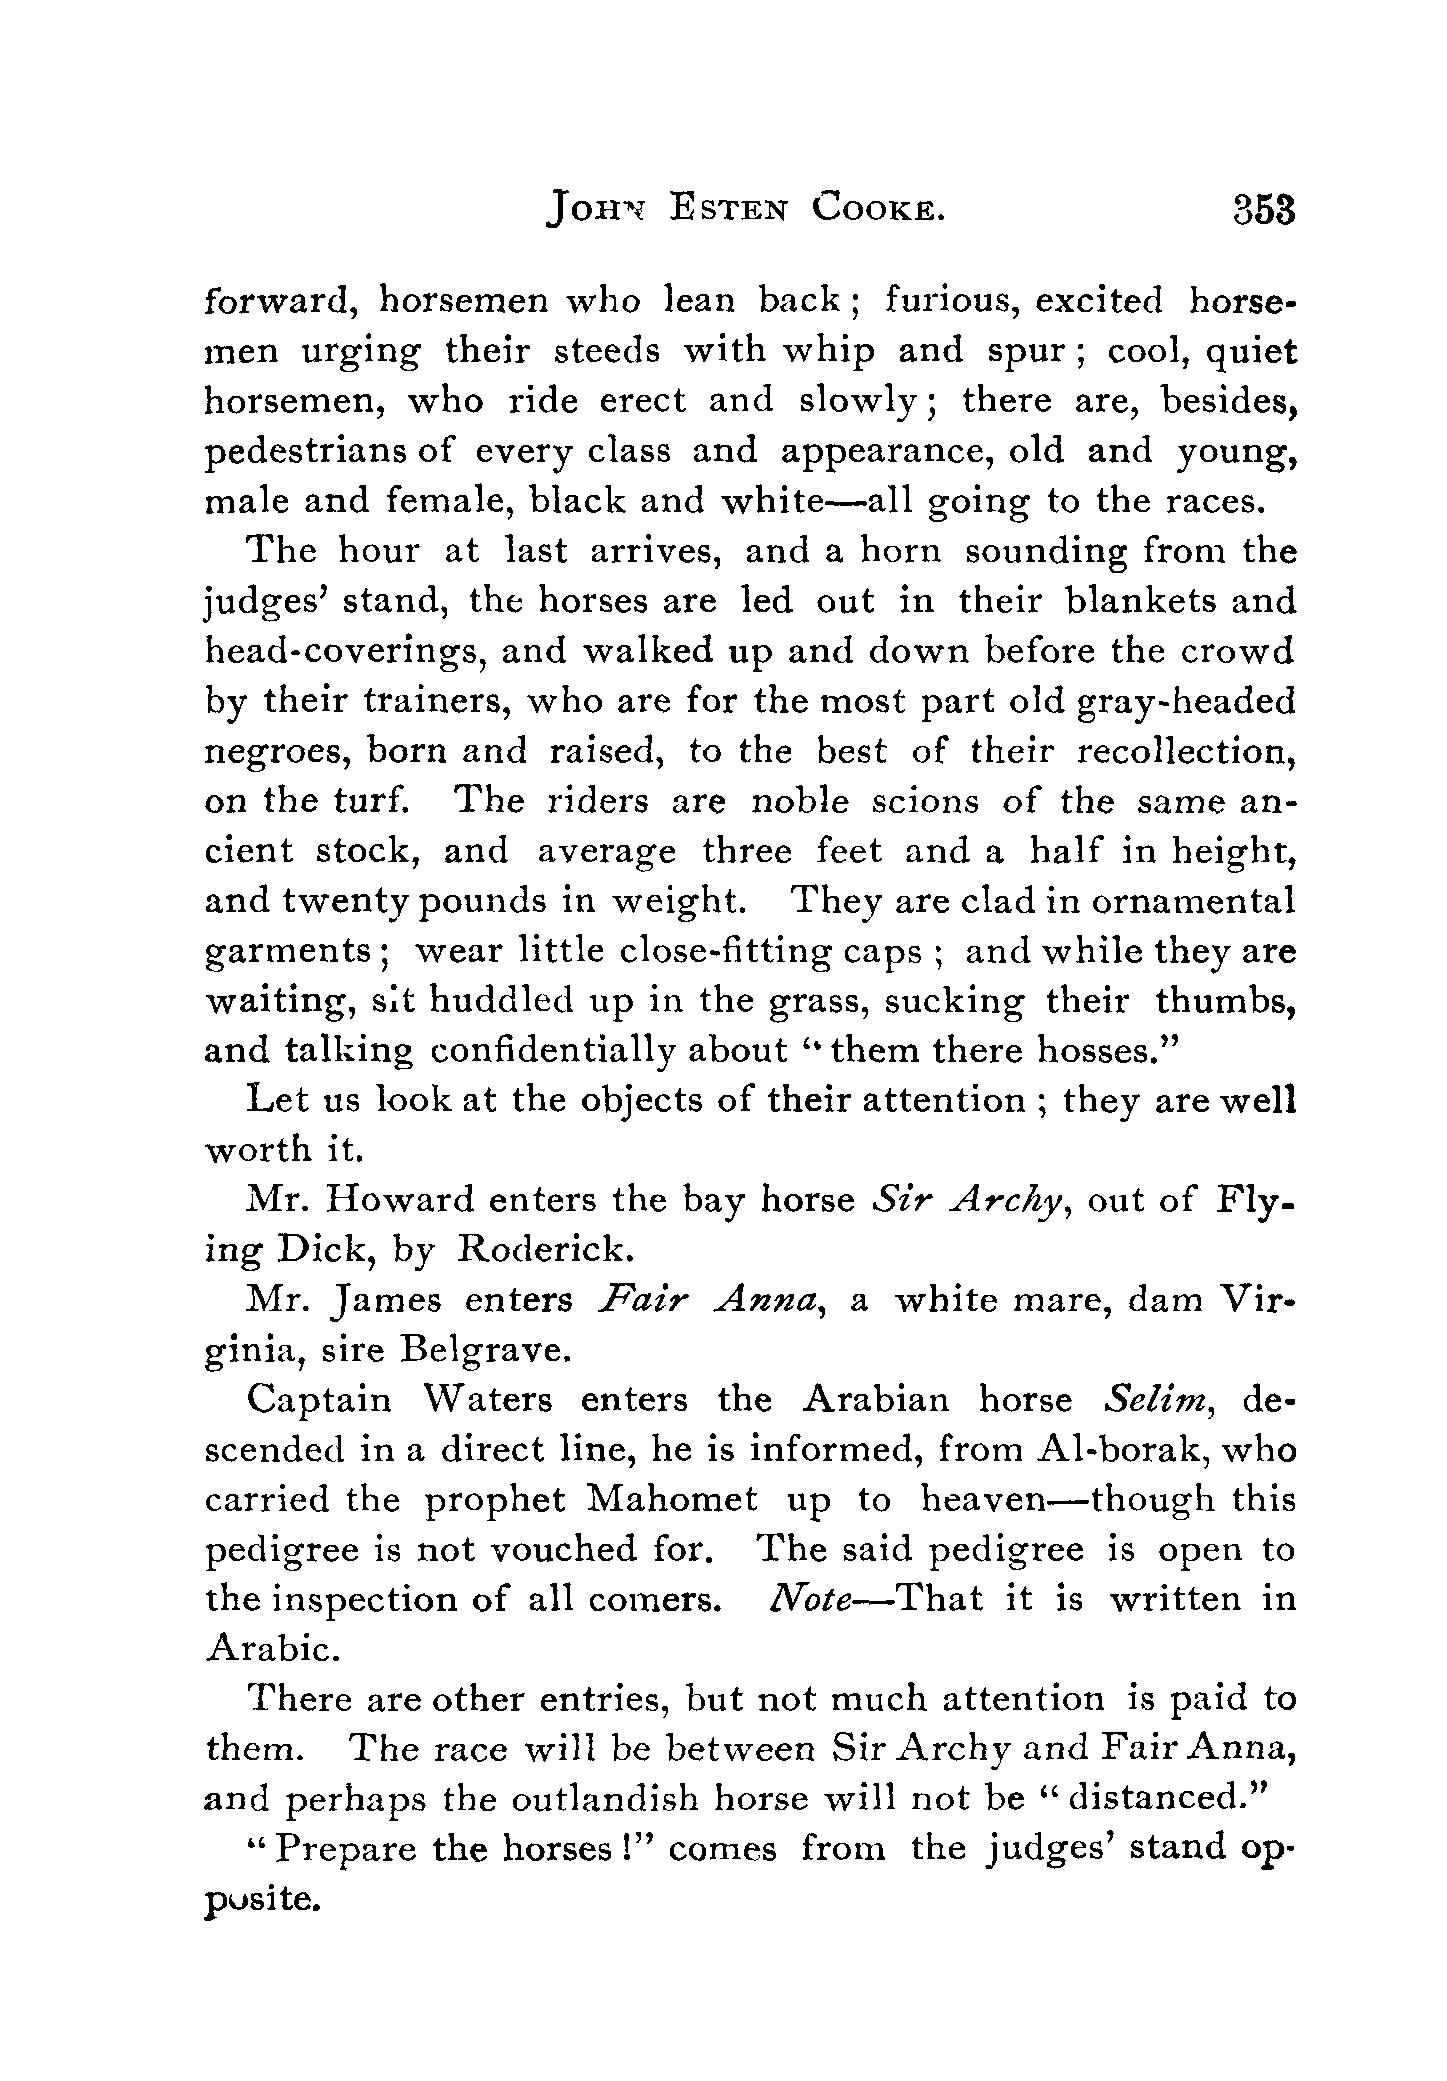 JOHN ESTEN COOKE. 353
forward, horsemen who lean back ; furious, excited horse-
men urging their steeds with whip and spur ; cool, quiet
horsemen, who ride erect and slowly ; there are, besides,
pedestrians of every class and appearance, old and young,
male and female, black and white—all going to the races.
The hour at last arrives, and a horn sounding from the
judges' stand, the horses are led out in their blankets and
head-coverings, and walked up and down before the crowd
by their trainers, who are for the most part old gray-headed
negroes, born and raised, to the best of their recollection,
on the turf. The riders are noble scions of the same an-
cient stock, and average three feet and a half in height,
and twenty pounds in weight. They are clad in ornamental
garments ; wear little close-fitting caps ; and while they are
waiting, sit huddled up in the grass, sucking their thumbs,
and talking confidentially about “ them there hosses.”
Let us look at the objects of their attention ; they are well
worth it.
Mr. Howard enters the bay horse Sir Archy, out of Fly-
ing Dick, by Roderick.
Mr. James enters Fair Anna, a white mare, dam Vir-
ginia, sire Belgrave.
Captain Waters enters the Arabian horse Selim, de-
scended in a direct line, he is informed, from Al-borak, who
carried the prophet Mahomet up to heaven—though this
pedigree is not vouched for. The said pedigree is open to
the inspection of all comers. Note—That it is written in
Arabic.
There are other entries, but not much attention is paid to
them. The race will be between Sir Archy and Fair Anna,
and perhaps the outlandish horse will not be “ distanced.”
“ Prepare the horses !” comes from the judges' stand op-
posite.